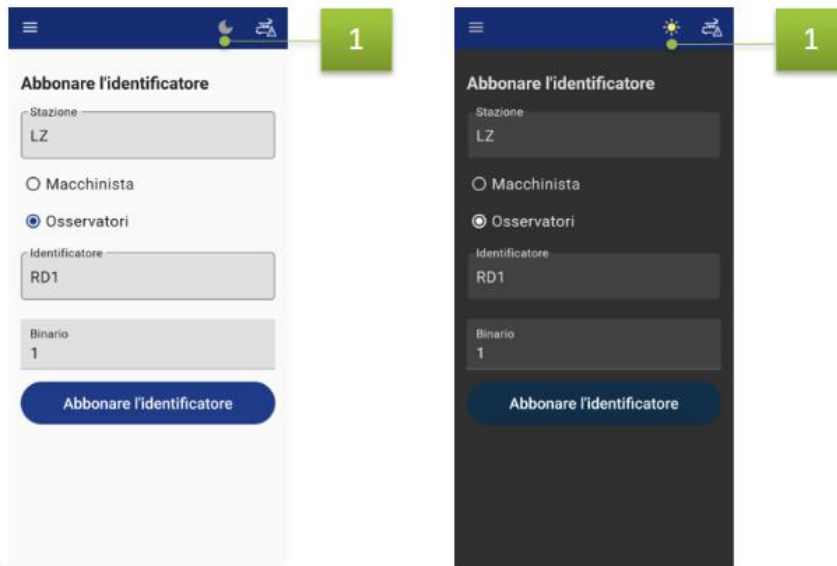 1
Abbonare l'identificatore
Stazione
LZ
Macchinista
Osservatori
Identificatore
RD1
Binario
1
Abbonare l'identificatore
1
Abbonare l'identificatore
Stazione
LZ
Macchinista
Osservatori
Identificatore
RD1
Binario
1
Abbonare l'identificatore